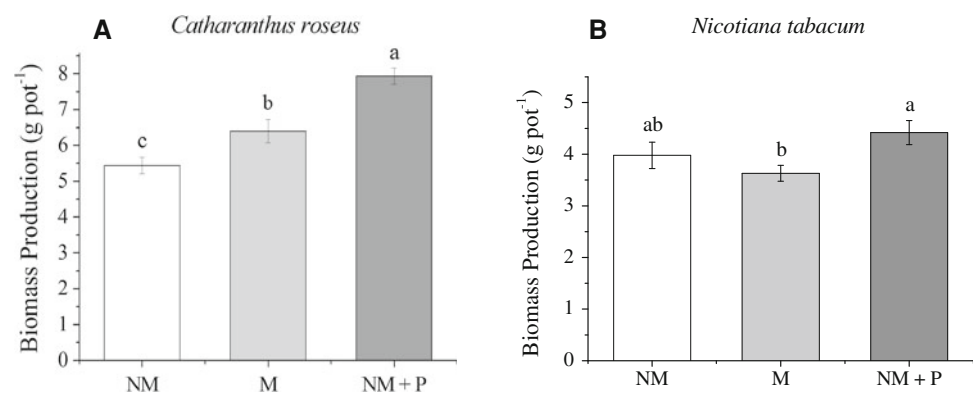 A Catharanthus roseus
Biomass Production (g pot⁻¹)
8
7
6
5
4
3
2
1
0
c
b
a
NM M NM + P
B Nicotiana tabacum
Biomass Production (g pot⁻¹)
5
4
3
2
1
0
ab
b
a
NM M NM + P